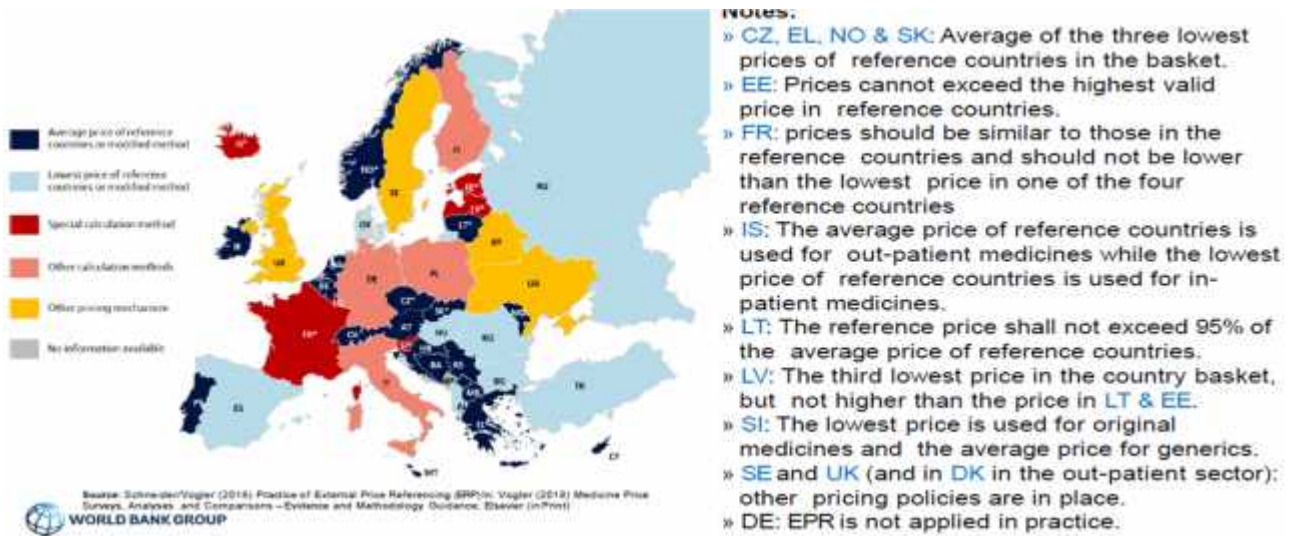 Notes:
» CZ, EL, NO & SK: Average of the three lowest
prices of reference countries in the basket.
» EE: Prices cannot exceed the highest valid
price in reference countries.
» FR: prices should be similar to those in the
reference countries and should not be lower
than the lowest price in one of the four
reference countries
» IS: The average price of reference countries is
used for out-patient medicines while the lowest
price of reference countries is used for in-
patient medicines.
» LT: The reference price shall not exceed 95% of
the average price of reference countries.
» LV: The third lowest price in the country basket,
but not higher than the price in LT & EE.
» SI: The lowest price is used for original
medicines and the average price for generics.
» SE and UK (and in DK in the out-patient sector):
other pricing policies are in place.
» DE: EPR is not applied in practice.
Average price of reference
countries or modified method
Lowest price of reference
countries or modified method
Special calculation method
Other calculation methods
Other pricing mechanism
No information available
RU
SE
DK
PL
ES
TR
CY
MT
Source: Schneider/Vogler (2018) Practice of External Price Referencing (ERP) In: Vogler (2018) Medicine Price
Surveys, Analyses and Comparisons – Evidence and Methodology Guidance, Elsevier (in Print)
WORLD BANK GROUP